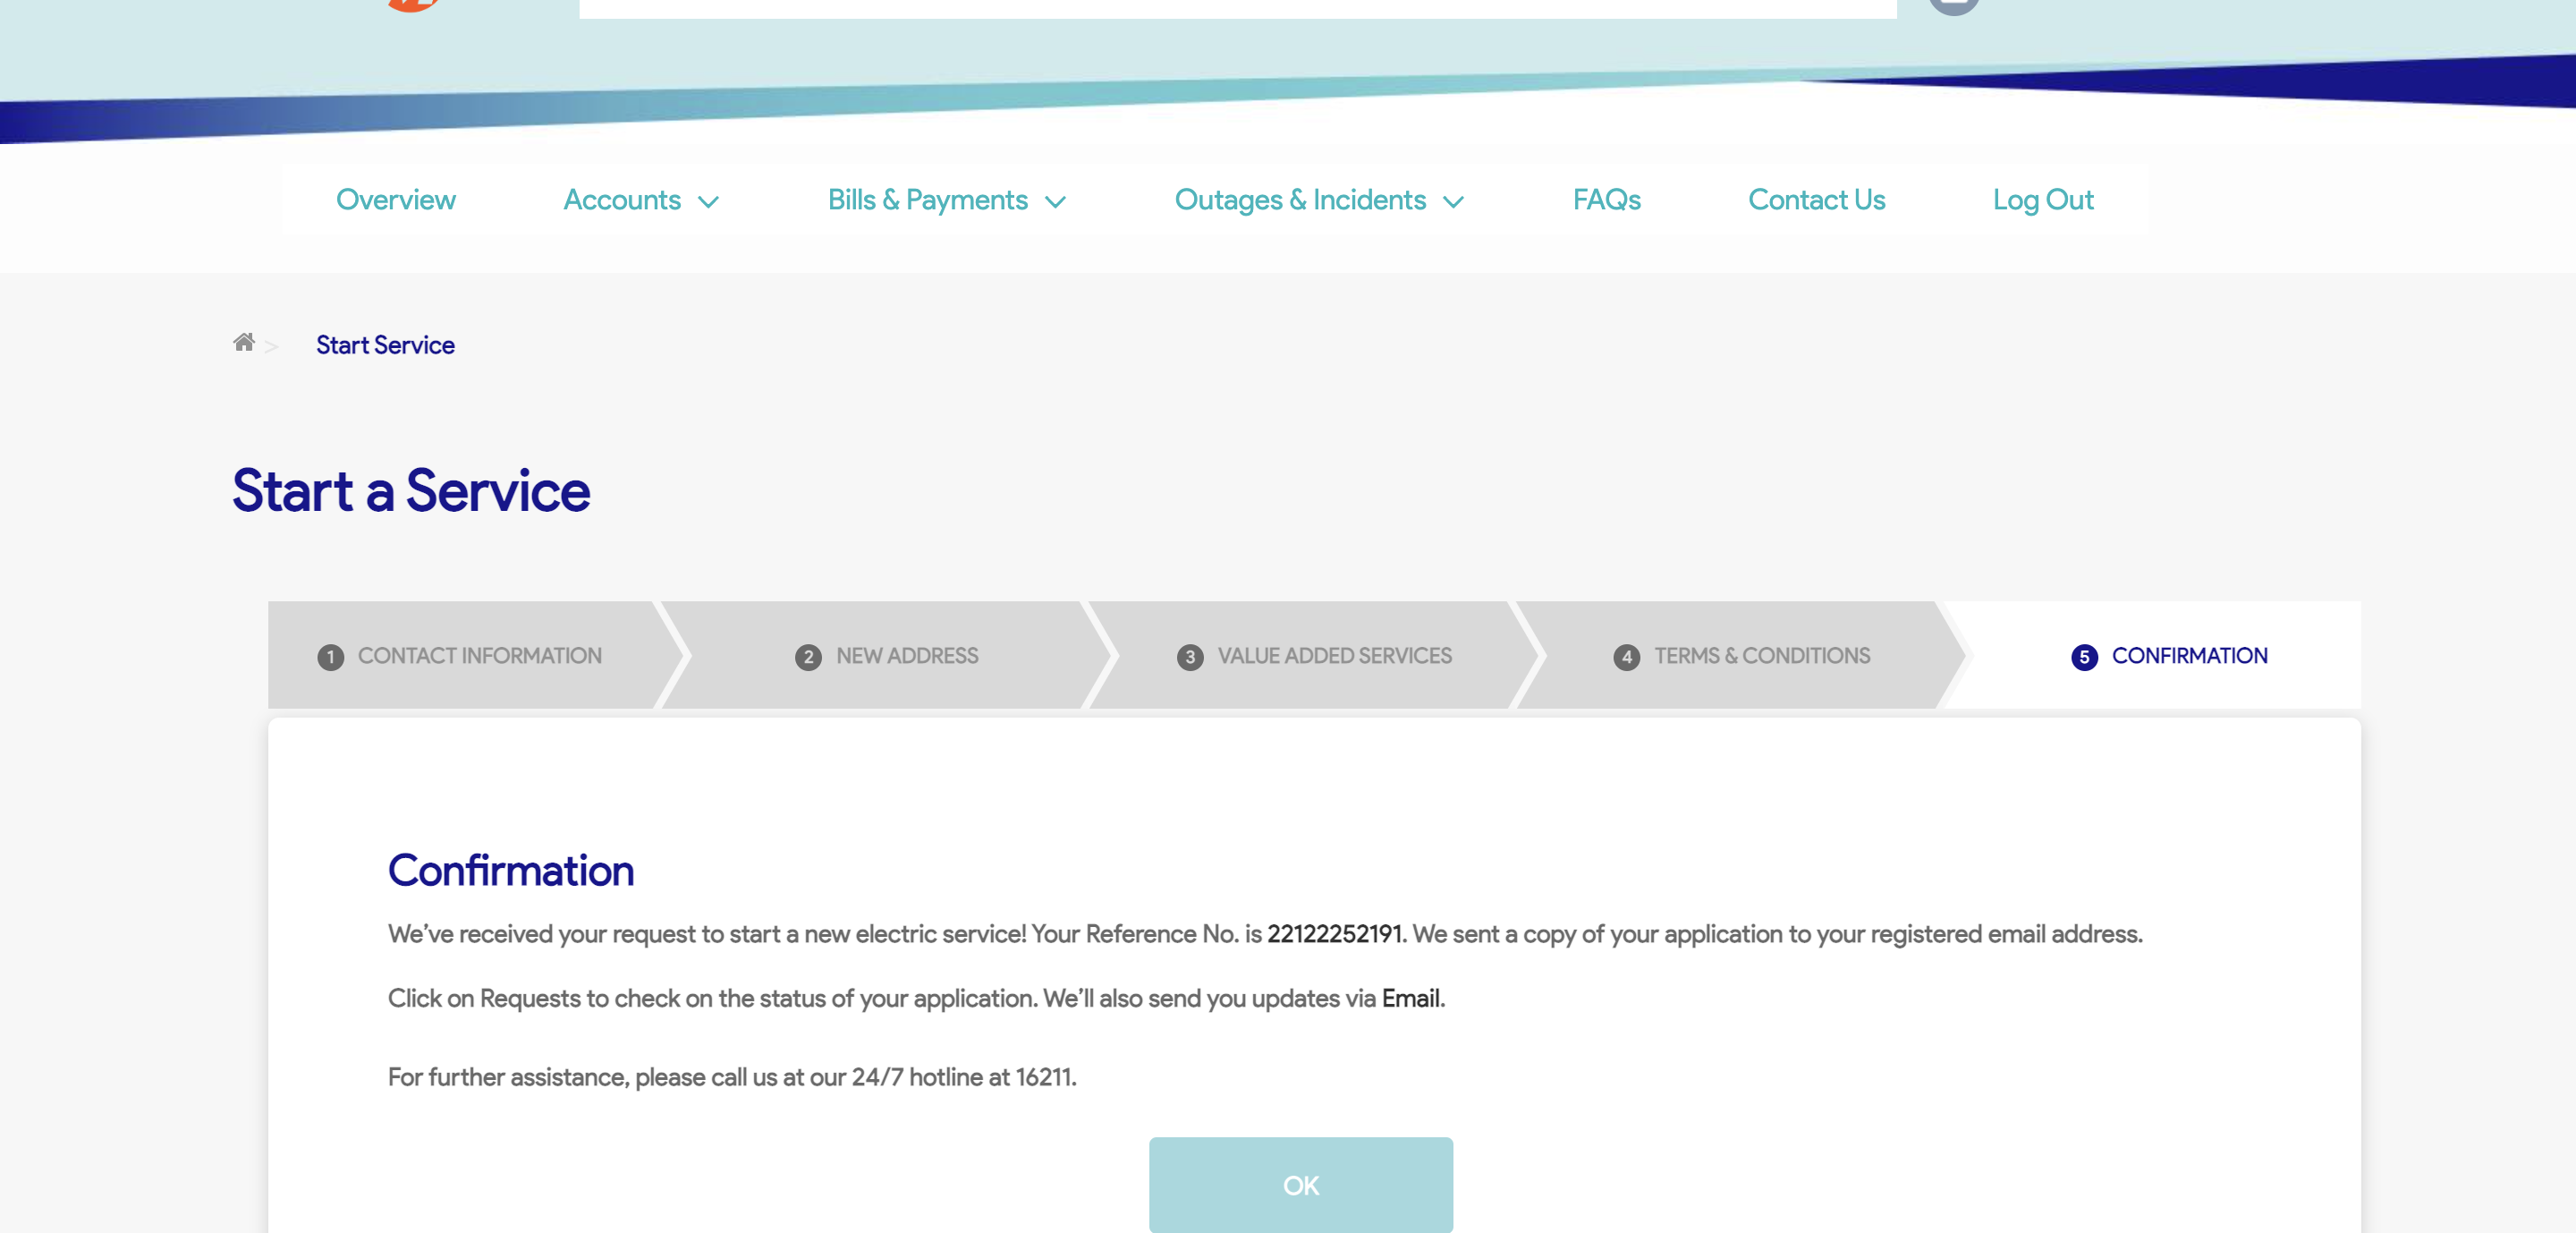 Overview Accounts Bills & Payments Outages & Incidents FAQs Contact Us Log Out
> Start Service
Start a Service
1 CONTACT INFORMATION 2 NEW ADDRESS 3 VALUE ADDED SERVICES 4 TERMS & CONDITIONS 5 CONFIRMATION
Confirmation
We’ve received your request to start a new electric service! Your Reference No. is 22122252191. We sent a copy of your application to your registered email address.
Click on Requests to check on the status of your application. We’ll also send you updates via Email.
For further assistance, please call us at our 24/7 hotline at 16211.
OK